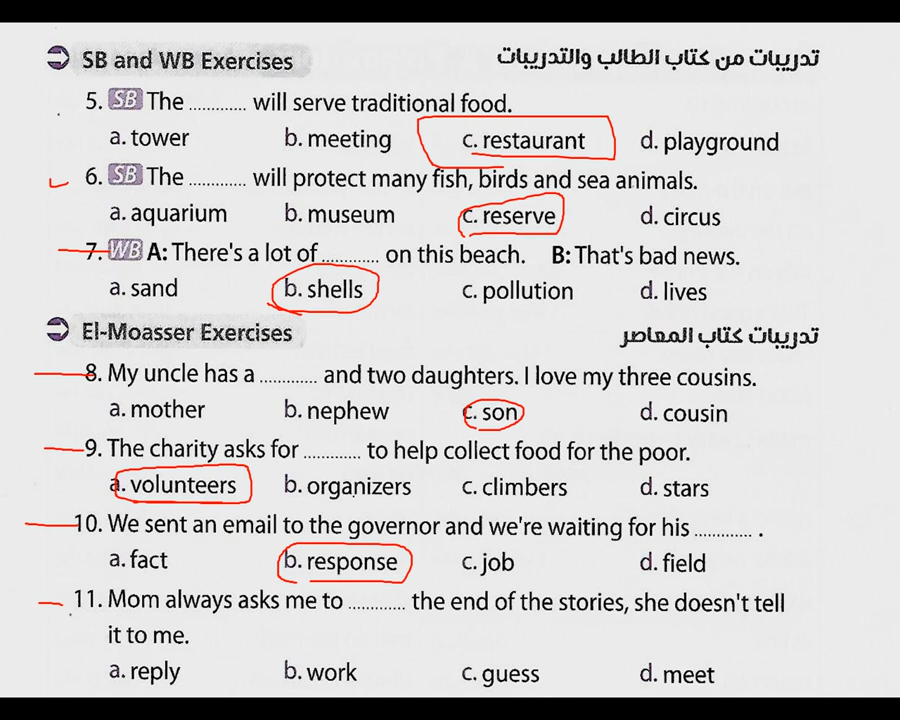 SB and WB Exercises تدريبات من كتاب الطالب والتدريبات
5. SB The ............ will serve traditional food.
a. tower b. meeting c. restaurant d. playground
6. SB The ............ will protect many fish, birds and sea animals.
a. aquarium b. museum c. reserve d. circus
7. WB A: There's a lot of ............ on this beach. B: That's bad news.
a. sand b. shells c. pollution d. lives
El-Moasser Exercises تدريبات كتاب المعاصر
8. My uncle has a ............ and two daughters. I love my three cousins.
a. mother b. nephew c. son d. cousin
9. The charity asks for ............ to help collect food for the poor.
a. volunteers b. organizers c. climbers d. stars
10. We sent an email to the governor and we're waiting for his ............ .
a. fact b. response c. job d. field
11. Mom always asks me to ............ the end of the stories, she doesn't tell
it to me.
a. reply b. work c. guess d. meet